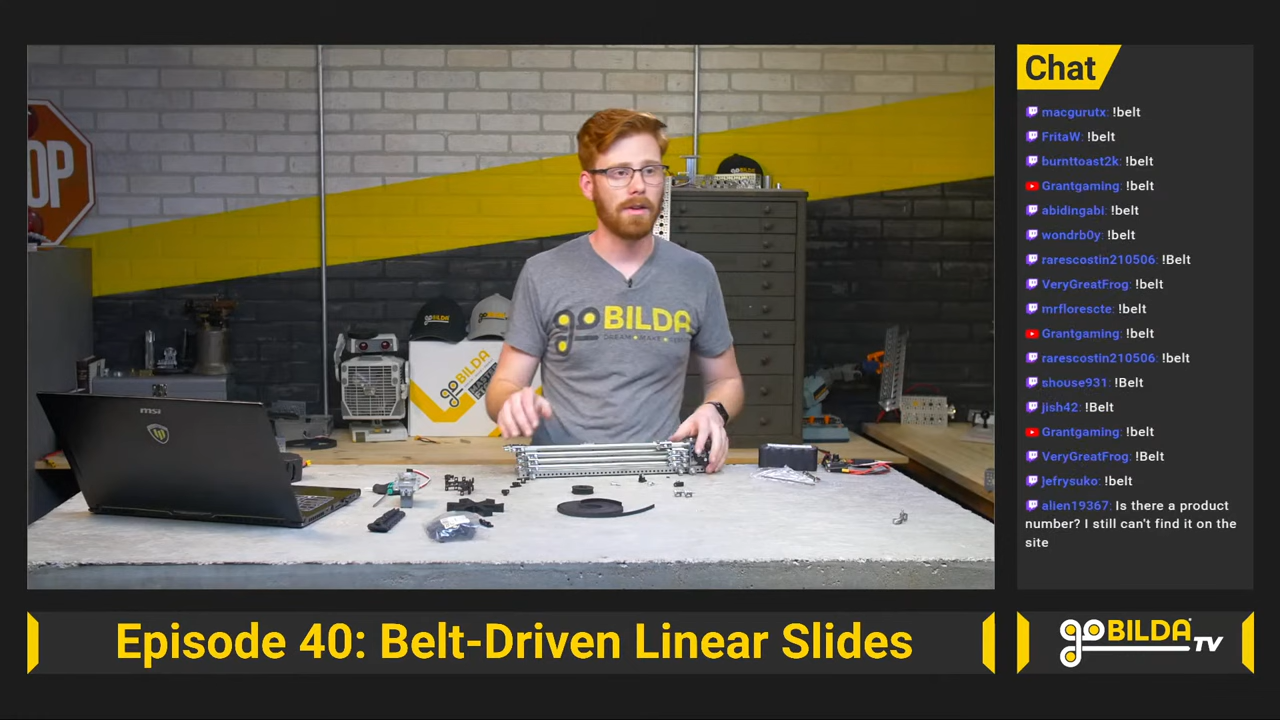 Chat
macgurutx: !belt
FritaW: !belt
burnttoast2k: !belt
Grantgaming: !belt
abidingabi: !belt
wondrb0y: !belt
rarescostin210506: !Belt
VeryGreatFrog: !belt
mrflorescte: !belt
Grantgaming: !belt
rarescostin210506: !belt
shouse931: !Belt
jish42: !Belt
Grantgaming: !belt
VeryGreatFrog: !Belt
Jefrysuko: !belt
alien19367: Is there a product
number? I still can't find it on the
site
goBILDA
goBILDA
msi
Episode 40: Belt-Driven Linear Slides
goBILDA TV